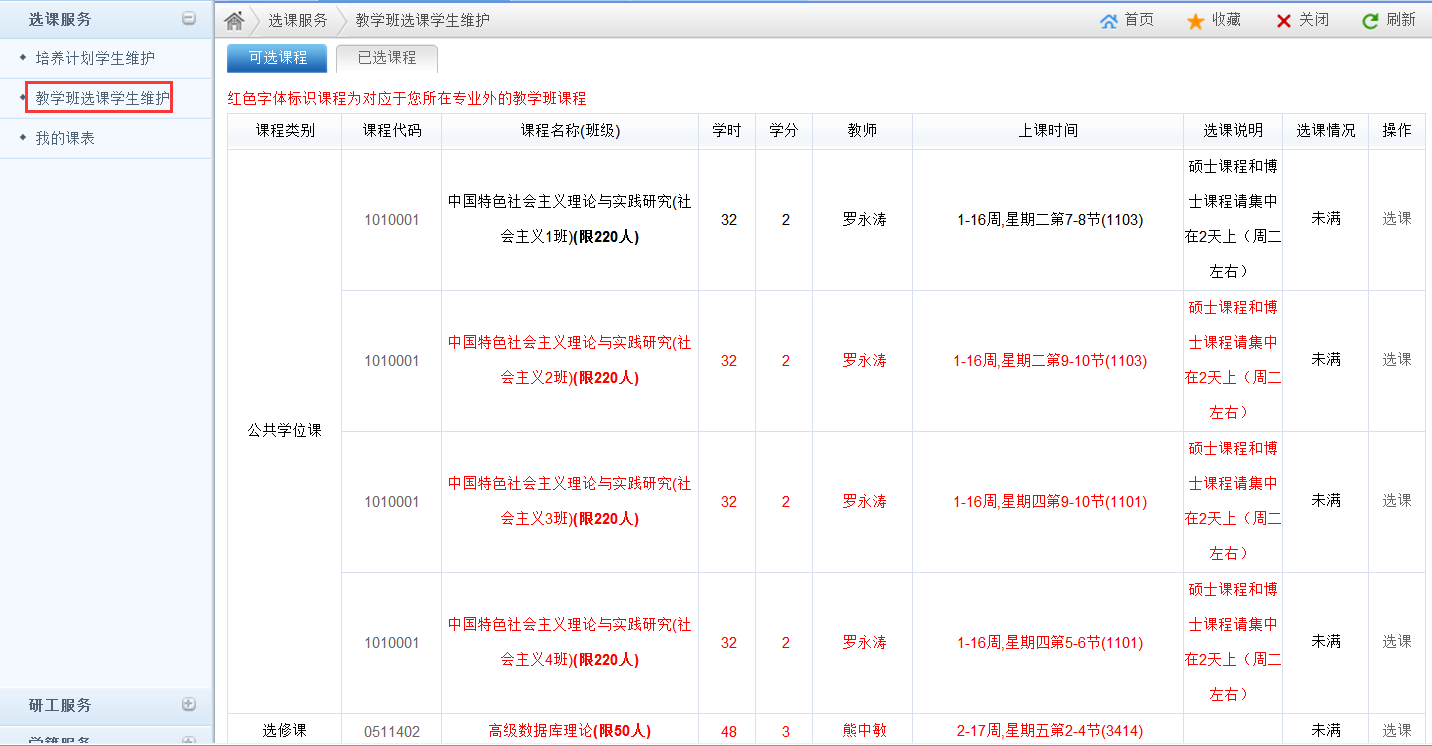 选课服务
培养计划学生维护
教学班选课学生维护
我的课表
研工服务
学籍服务
选课服务 教学班选课学生维护 首页 收藏 关闭 刷新
可选课程 已选课程
红色字体标识课程为对应于您所在专业外的教学班课程
课程类别 课程代码 课程名称(班级) 学时 学分 教师 上课时间 选课说明 选课情况 操作
公共学位课
1010001
中国特色社会主义理论与实践研究(社
会主义1班)(限220人)
32 2 罗永涛 1-16周,星期二第7-8节(1103)
硕士课程和博
士课程请集中
在2天上（周二
左右）
未满 选课
1010001
中国特色社会主义理论与实践研究(社
会主义2班)(限220人)
32 2 罗永涛 1-16周,星期二第9-10节(1103)
硕士课程和博
士课程请集中
在2天上（周二
左右）
未满 选课
1010001
中国特色社会主义理论与实践研究(社
会主义3班)(限220人)
32 2 罗永涛 1-16周,星期四第9-10节(1101)
硕士课程和博
士课程请集中
在2天上（周二
左右）
未满 选课
1010001
中国特色社会主义理论与实践研究(社
会主义4班)(限220人)
32 2 罗永涛 1-16周,星期四第5-6节(1101)
硕士课程和博
士课程请集中
在2天上（周二
左右）
未满 选课
选修课 0511402 高级数据库理论(限50人) 48 3 熊中敏 2-17周,星期五第2-4节(3414) 未满 选课